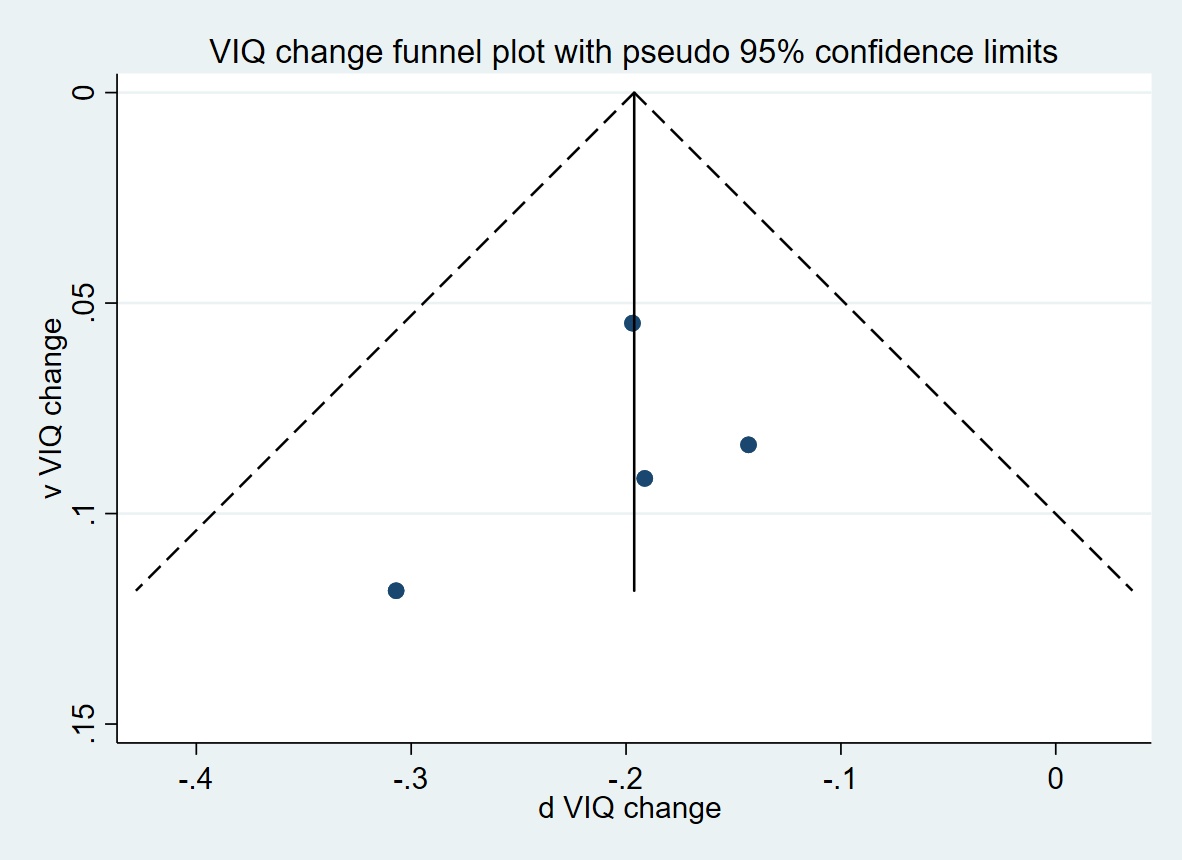 VIQ change funnel plot with pseudo 95% confidence limits
0
.05
.1
.15
v VIQ change
-.4 -.3 -.2 -.1 0
d VIQ change